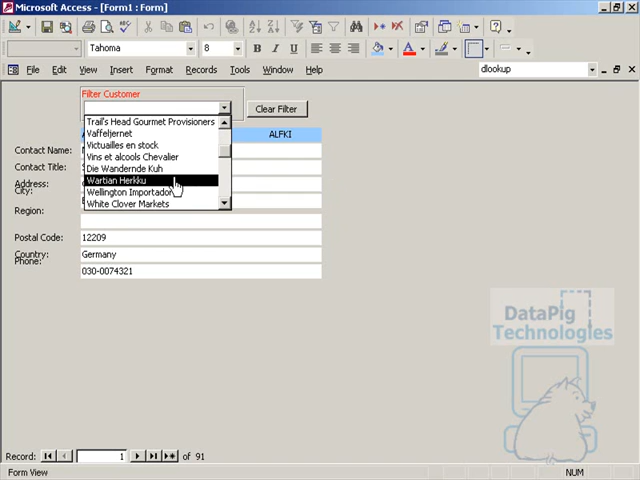 Microsoft Access - [Form1 : Form]
Tahoma 8 B I U
File Edit View Insert Format Records Tools Window Help dlookup
Filter Customer
Clear Filter
Trail's Head Gourmet Provisioners
Vaffeljernet
Victuailles en stock
Vins et alcools Chevalier
Die Wandernde Kuh
Wartian Herkku
Wellington Importador
White Clover Markets
ALFKI
Contact Name:
Contact Title:
Address:
City:
Region:
Postal Code: 12209
Country: Germany
Phone: 030-0074321
DataPig
Technologies
Record: 1 of 91
Form View NUM